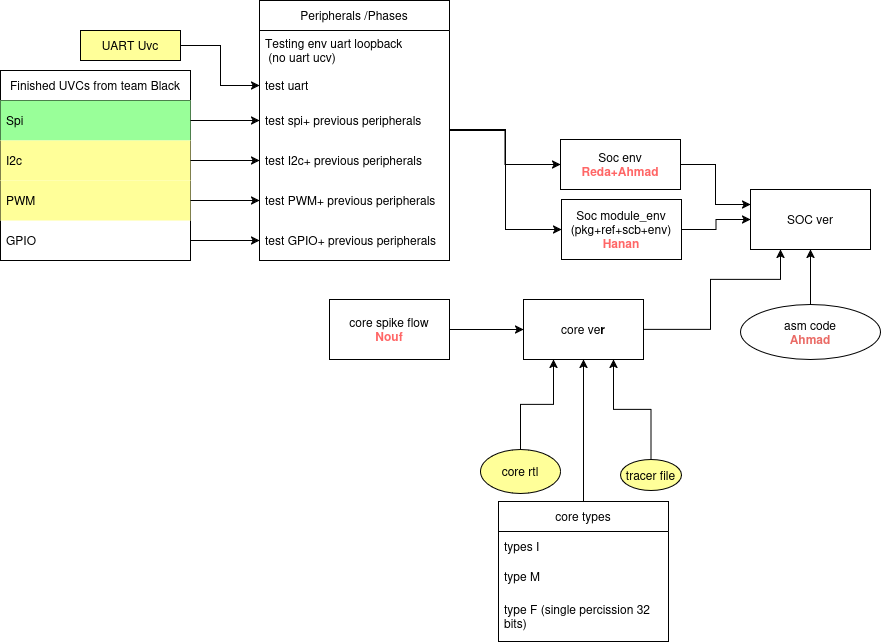 Peripherals /Phases
UART Uvc
Testing env uart loopback
(no uart ucv)
Finished UVCs from team Black
test uart
Spi
test spi+ previous peripherals
I2c
test I2c+ previous peripherals
PWM
test PWM+ previous peripherals
GPIO
test GPIO+ previous peripherals
Soc env
Reda+Ahmad
Soc module_env
(pkg+ref+scb+env)
Hanan
SOC ver
core spike flow
Nouf
core ver
asm code
Ahmad
core rtl
tracer file
core types
types I
type M
type F (single percission 32
bits)